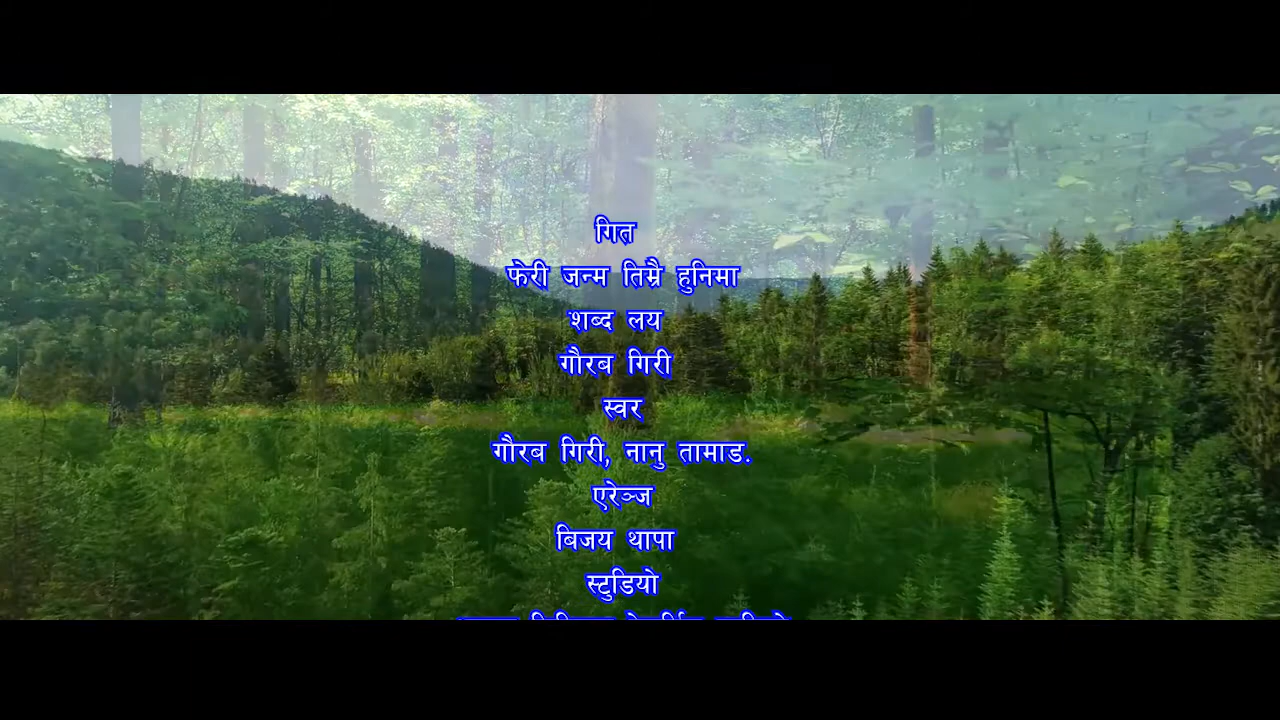 गित
फेरी जन्म तिम्रै हुनिमा
शब्द लय
गौरब गिरी
स्वर
गौरब गिरी, नानु तामाड.
एरेञ्ज
बिजय थापा
स्टुडियो